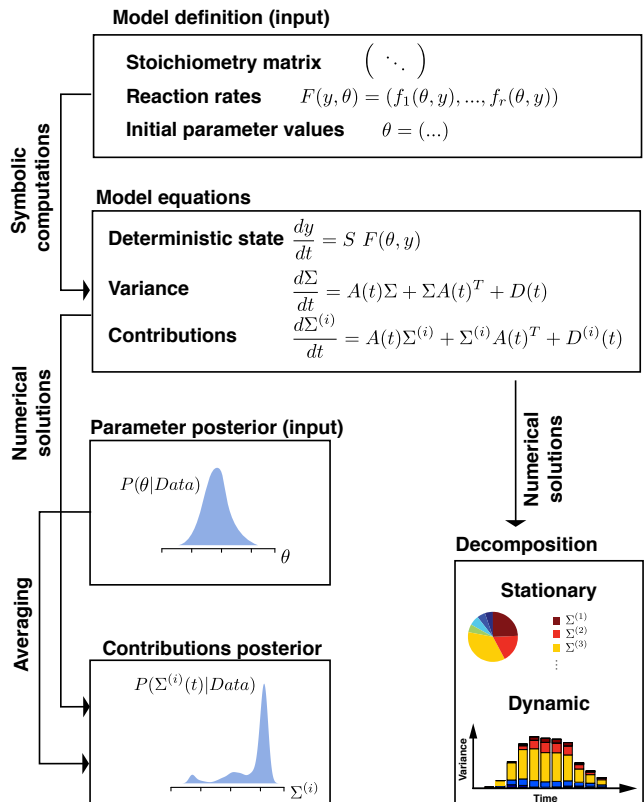 Model definition (input)
Stoichiometry matrix ( ⋱ )
Reaction rates F(y, θ) = (f₁(θ, y), ..., fᵣ(θ, y))
Initial parameter values θ = (...)
Symbolic
computations
Model equations
Deterministic state dy/dt = S F(θ, y)
Variance dΣ/dt = A(t)Σ + ΣA(t)ᵀ + D(t)
Contributions dΣ⁽ⁱ⁾/dt = A(t)Σ⁽ⁱ⁾ + Σ⁽ⁱ⁾A(t)ᵀ + D⁽ⁱ⁾(t)
Numerical
solutions
Parameter posterior (input)
P(θ|Data)
θ
Averaging
Contributions posterior
P(Σ⁽ⁱ⁾(t)|Data)
Σ⁽ⁱ⁾
Numerical
solutions
Decomposition
Stationary
Σ⁽¹⁾
Σ⁽²⁾
Σ⁽³⁾
⋮
Dynamic
Variance
Time